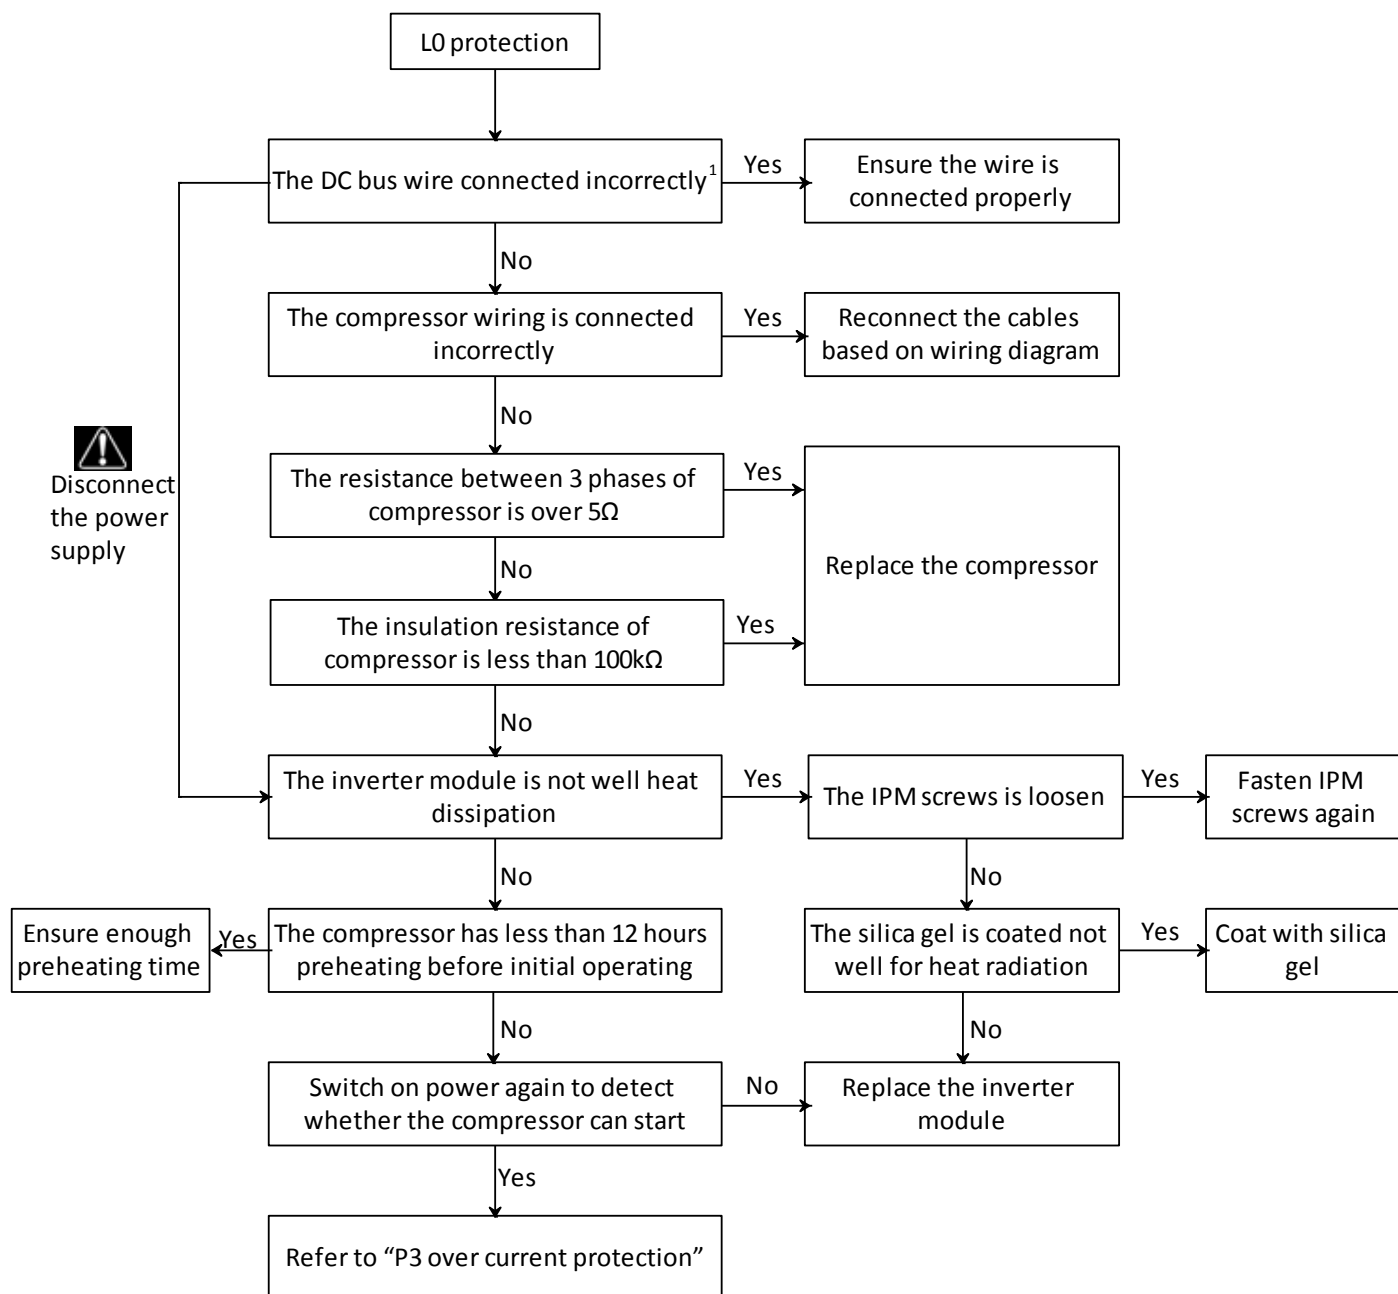 L0 protection
The DC bus wire connected incorrectly¹
Yes
Ensure the wire is
connected properly
No
The compressor wiring is connected
incorrectly
Yes
Reconnect the cables
based on wiring diagram
No
Disconnect
the power
supply
The resistance between 3 phases of
compressor is over 5Ω
Yes
Replace the compressor
No
The insulation resistance of
compressor is less than 100kΩ
Yes
No
The inverter module is not well heat
dissipation
Yes
The IPM screws is loosen
Yes
Fasten IPM
screws again
No
No
Ensure enough
preheating time
Yes
The compressor has less than 12 hours
preheating before initial operating
The silica gel is coated not
well for heat radiation
Yes
Coat with silica
gel
No
No
Switch on power again to detect
whether the compressor can start
No
Replace the inverter
module
Yes
Refer to “P3 over current protection”